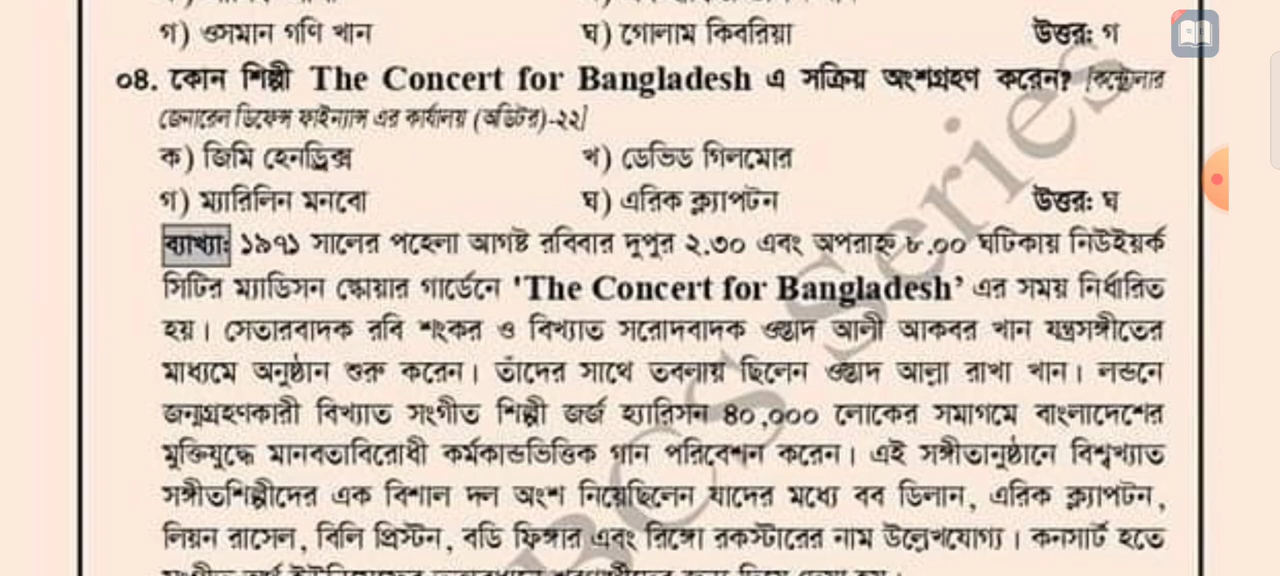 গ) ওসমান গণি খান ঘ) গোলাম কিবরিয়া উত্তর: গ
০৪. কোন শিল্পী The Concert for Bangladesh এ সক্রিয় অংশগ্রহণ করেন? [কন্ট্রোলার
জেনারেল ডিফেন্স ফাইন্যান্স এর কার্যালয় (অডিটর)-২২]
ক) জিমি হেনড্রিক্স খ) ডেভিড গিলমোর
গ) ম্যারিলিন মনরো ঘ) এরিক ক্ল্যাপটন উত্তর: ঘ
ব্যাখ্যা: ১৯৭১ সালের পহেলা আগষ্ট রবিবার দুপুর ২.৩০ এবং অপরাহ্ন ৮.০০ ঘটিকায় নিউইয়র্ক
সিটির ম্যাডিসন স্কোয়ার গার্ডেনে 'The Concert for Bangladesh’ এর সময় নির্ধারিত
হয়। সেতারবাদক রবি শংকর ও বিখ্যাত সরোদবাদক ওস্তাদ আলী আকবর খান যন্ত্রসঙ্গীতের
মাধ্যমে অনুষ্ঠান শুরু করেন। তাঁদের সাথে তবলায় ছিলেন ওস্তাদ আল্লা রাখা খান। লন্ডনে
জন্মগ্রহণকারী বিখ্যাত সংগীত শিল্পী জর্জ হ্যারিসন ৪০,০০০ লোকের সমাগমে বাংলাদেশের
মুক্তিযুদ্ধে মানবতাবিরোধী কর্মকান্ডভিত্তিক গান পরিবেশন করেন। এই সঙ্গীতানুষ্ঠানে বিশ্বখ্যাত
সঙ্গীতশিল্পীদের এক বিশাল দল অংশ নিয়েছিলেন যাদের মধ্যে বব ডিলান, এরিক ক্ল্যাপটন,
লিয়ন রাসেল, বিলি প্রিস্টন, বডি ফিঙ্গার এবং রিঙ্গো রকস্টারের নাম উল্লেখযোগ্য। কনসার্ট হতে
BCS Series